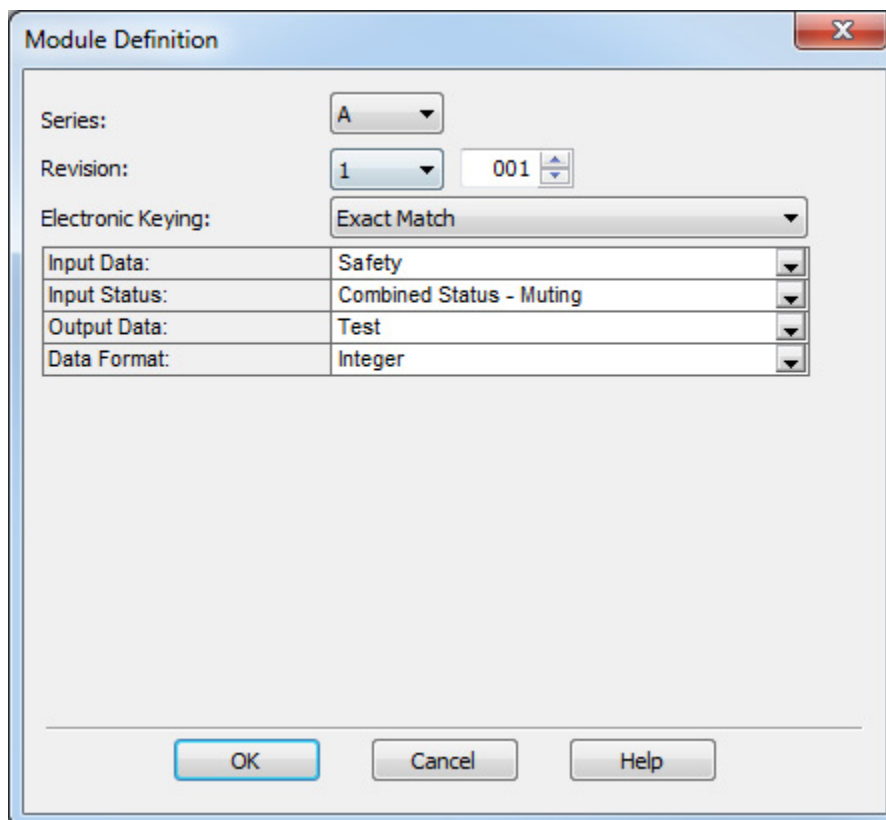 Module Definition
x
Series: A
Revision: 1 001
Electronic Keying: Exact Match
Input Data: Safety
Input Status: Combined Status - Muting
Output Data: Test
Data Format: Integer
OK Cancel Help